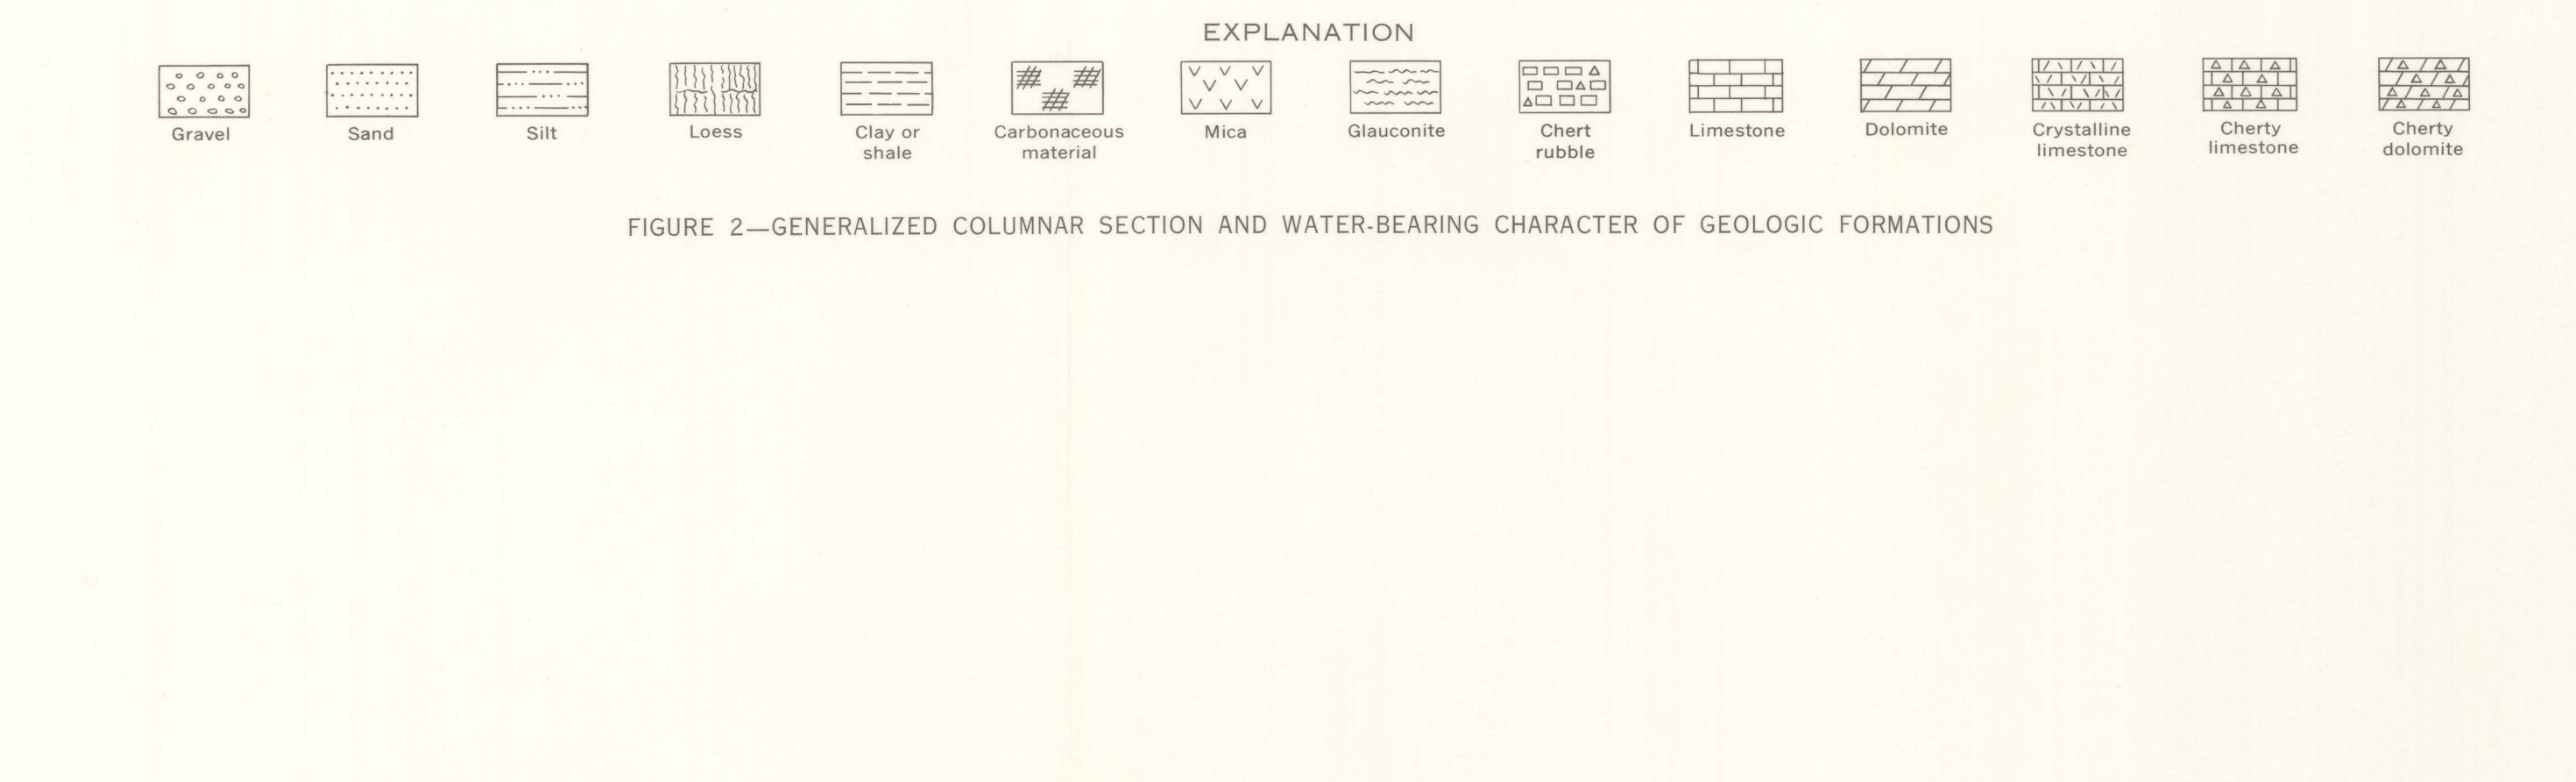 EXPLANATION
Gravel
Sand
Silt
Loess
Clay or
shale
Carbonaceous
material
Mica
Glauconite
Chert
rubble
Limestone
Dolomite
Crystalline
limestone
Cherty
limestone
Cherty
dolomite
FIGURE 2—GENERALIZED COLUMNAR SECTION AND WATER-BEARING CHARACTER OF GEOLOGIC FORMATIONS